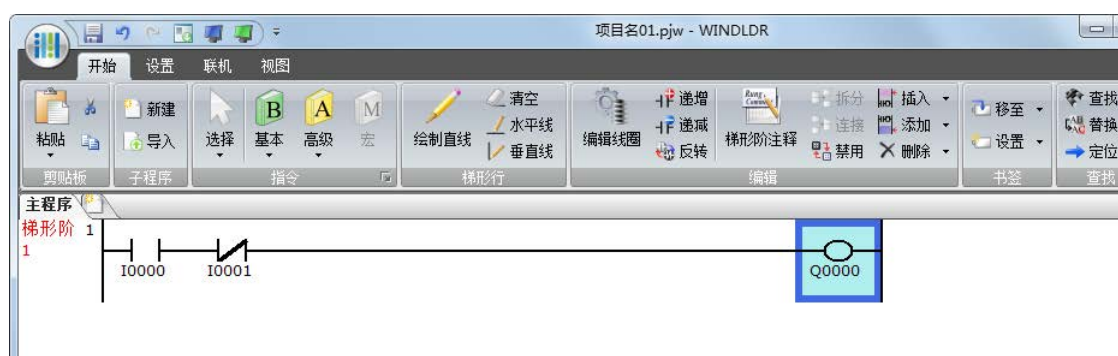 项目名01.pjw - WINDLDR
开始 设置 联机 视图
粘贴 新建 导入 选择 B 基本 A 高级 M 宏 绘制直线 清空 水平线 垂直线 编辑线圈 递增 递减 反转 梯形阶注释 拆分 连接 禁用 插入 添加 删除 移至 设置 查找 替换 定位
剪贴板 子程序 指令 梯形行 编辑 书签 查找
主程序
梯形阶 1
1
I0000 I0001 Q0000